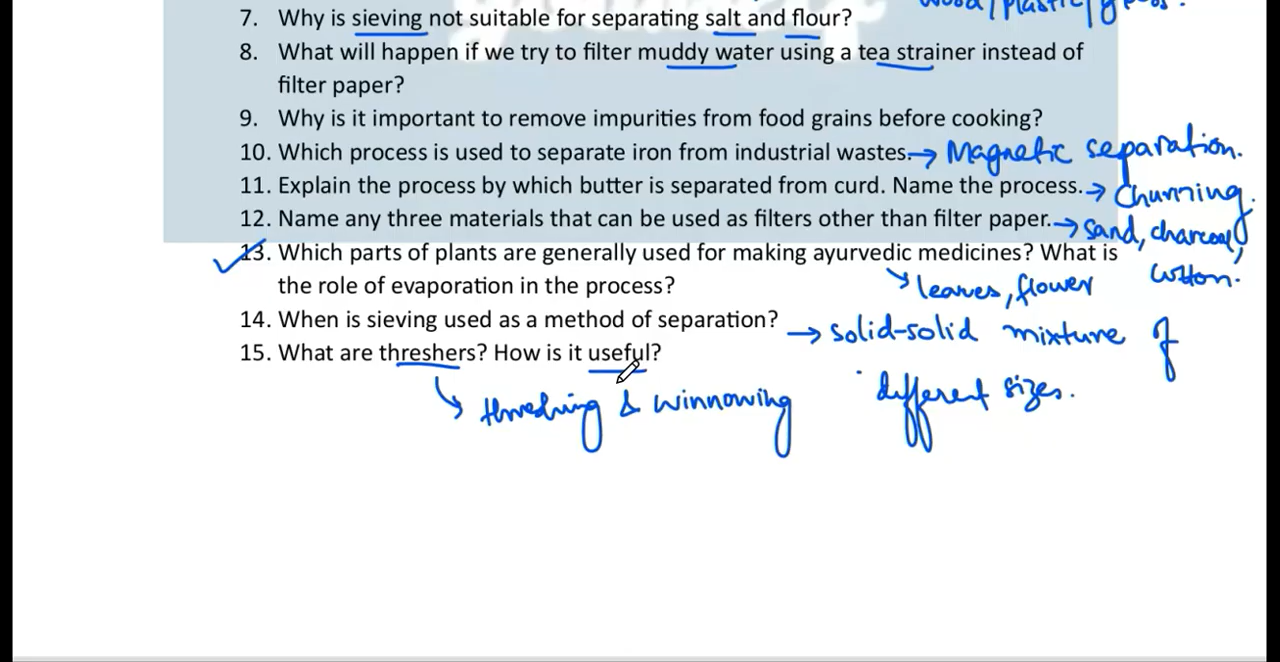 7. Why is sieving not suitable for separating salt and flour?
8. What will happen if we try to filter muddy water using a tea strainer instead of
filter paper?
9. Why is it important to remove impurities from food grains before cooking?
10. Which process is used to separate iron from industrial wastes. → Magnetic separation.
11. Explain the process by which butter is separated from curd. Name the process. → Churning.
12. Name any three materials that can be used as filters other than filter paper. → sand, charcoal,
cotton.
13. Which parts of plants are generally used for making ayurvedic medicines? What is
the role of evaporation in the process?
leaves, flower
14. When is sieving used as a method of separation? → solid-solid mixture of
different sizes.
15. What are threshers? How is it useful?
threshing & winnowing